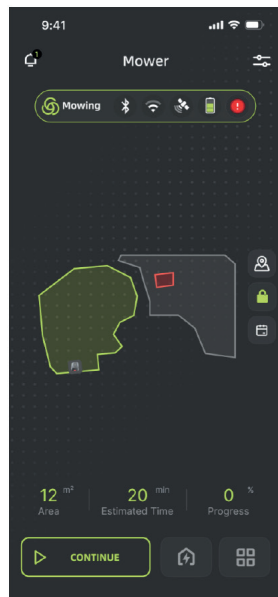 9:41
1
Mower
Mowing
12 m² 20 min 0 %
Area Estimated Time Progress
CONTINUE